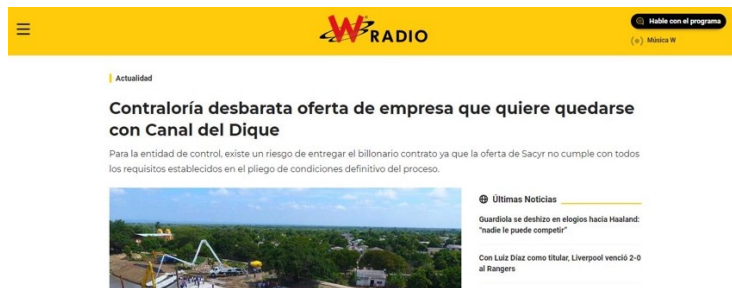 W RADIO
Hable con el programa
Música W
Actualidad
Contraloría desbarata oferta de empresa que quiere quedarse
con Canal del Dique
Para la entidad de control, existe un riesgo de entregar el billonario contrato ya que la oferta de Sacyr no cumple con todos
los requisitos establecidos en el pliego de condiciones definitivo del proceso.
Últimas Noticias
Guardiola se deshizo en elogios hacia Haaland:
"nadie le puede competir"
Con Luiz Díaz como titular, Liverpool venció 2-0
al Rangers